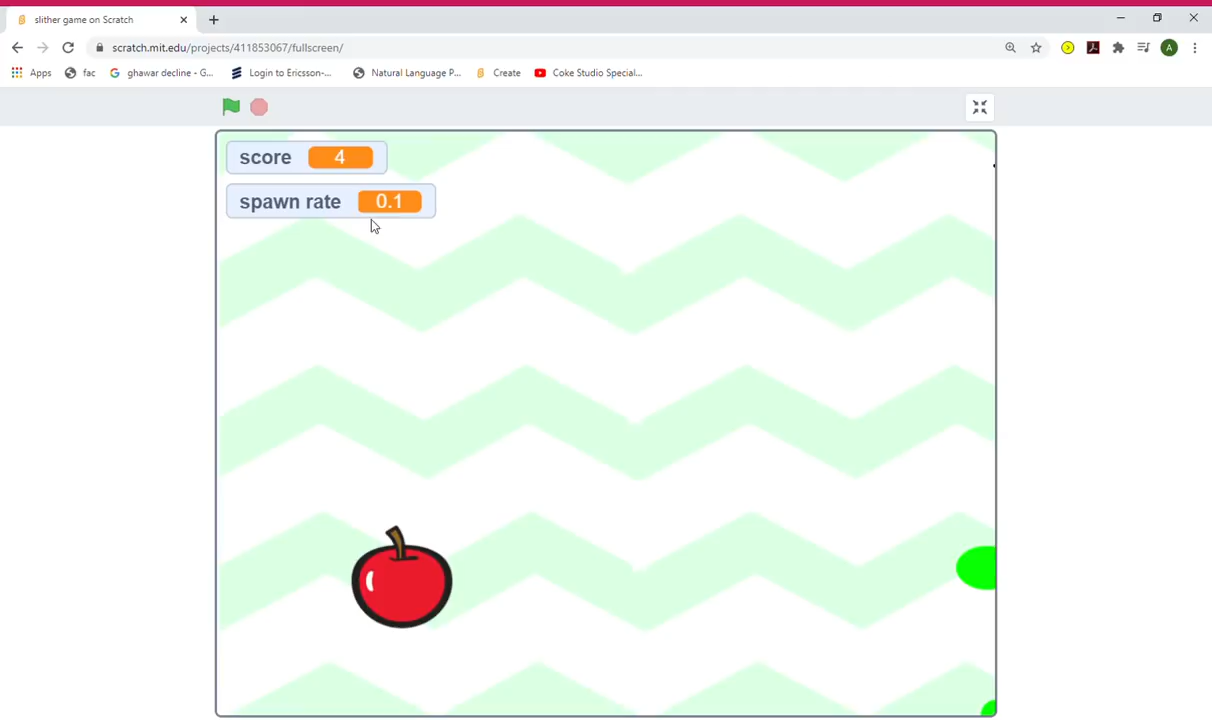 slither game on Scratch
scratch.mit.edu/projects/411853067/fullscreen/
A
Apps fac ghawar decline - G... Login to Ericsson-... Natural Language P... Create Coke Studio Special...
score 4
spawn rate 0.1